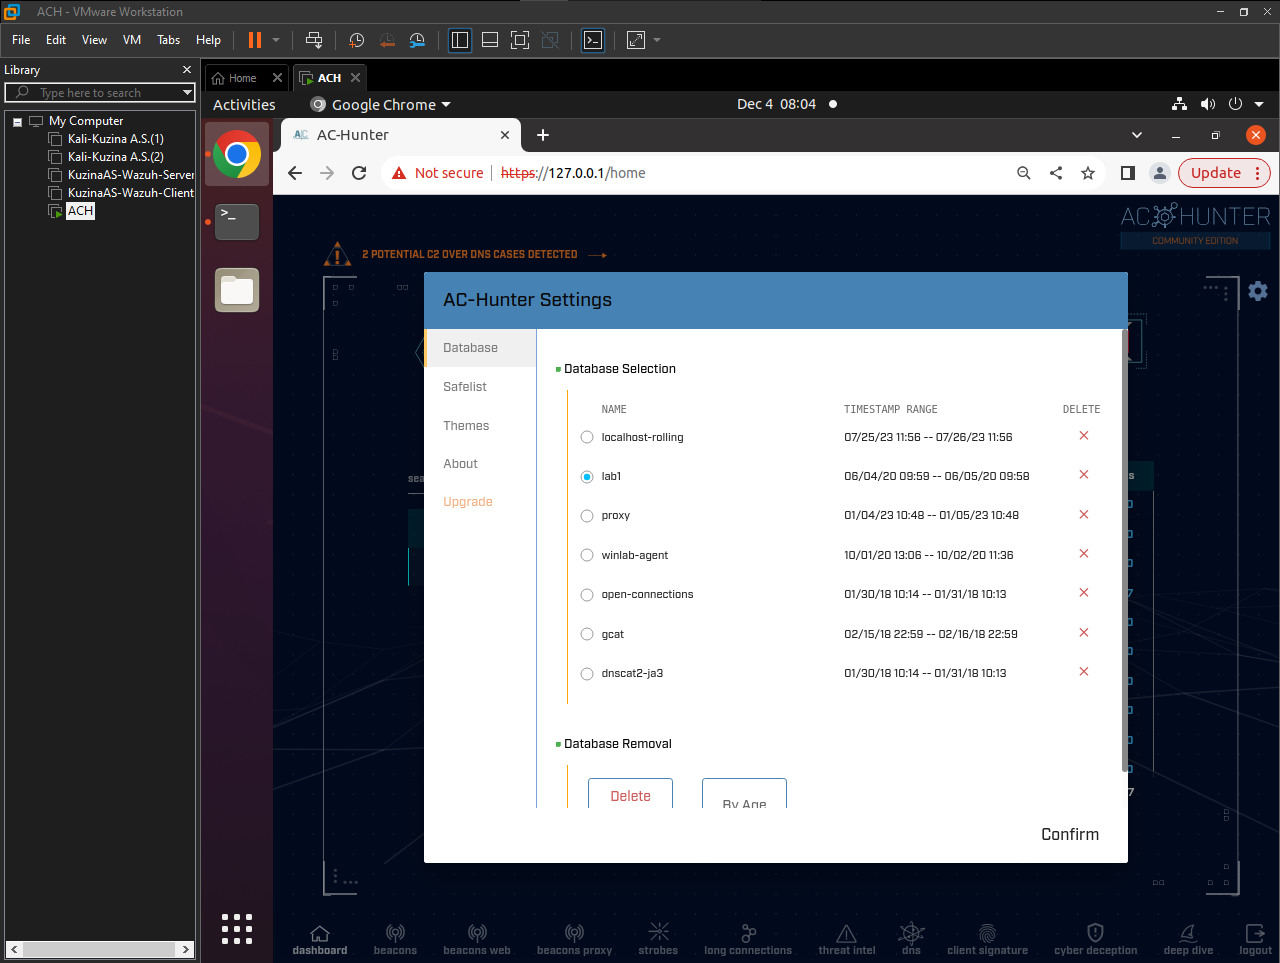 ACH - VMware Workstation
File Edit View VM Tabs Help
Library
Type here to search
My Computer
Kali-Kuzina A.S.(1)
Kali-Kuzina A.S.(2)
KuzinaAS-Wazuh-Server
KuzinaAS-Wazuh-Client
ACH
Home
ACH
Activities
Google Chrome
Dec 4 08:04
AC-Hunter
Not secure
https://127.0.0.1/home
Update
AC HUNTER
COMMUNITY EDITION
2 POTENTIAL C2 OVER DNS CASES DETECTED
AC-Hunter Settings
Database
Safelist
Themes
About
Upgrade
Database Selection
NAME TIMESTAMP RANGE DELETE
localhost-rolling 07/25/23 11:56 -- 07/26/23 11:56
lab1 06/04/20 09:59 -- 06/05/20 09:58
proxy 01/04/23 10:48 -- 01/05/23 10:48
winlab-agent 10/01/20 13:06 -- 10/02/20 11:36
open-connections 01/30/18 10:14 -- 01/31/18 10:13
gcat 02/15/18 22:59 -- 02/16/18 22:59
dnscat2-ja3 01/30/18 10:14 -- 01/31/18 10:13
Database Removal
Delete
By Age
Confirm
dashboard beacons beacons web beacons proxy strobes long connections threat intel dns client signature cyber deception deep dive logout